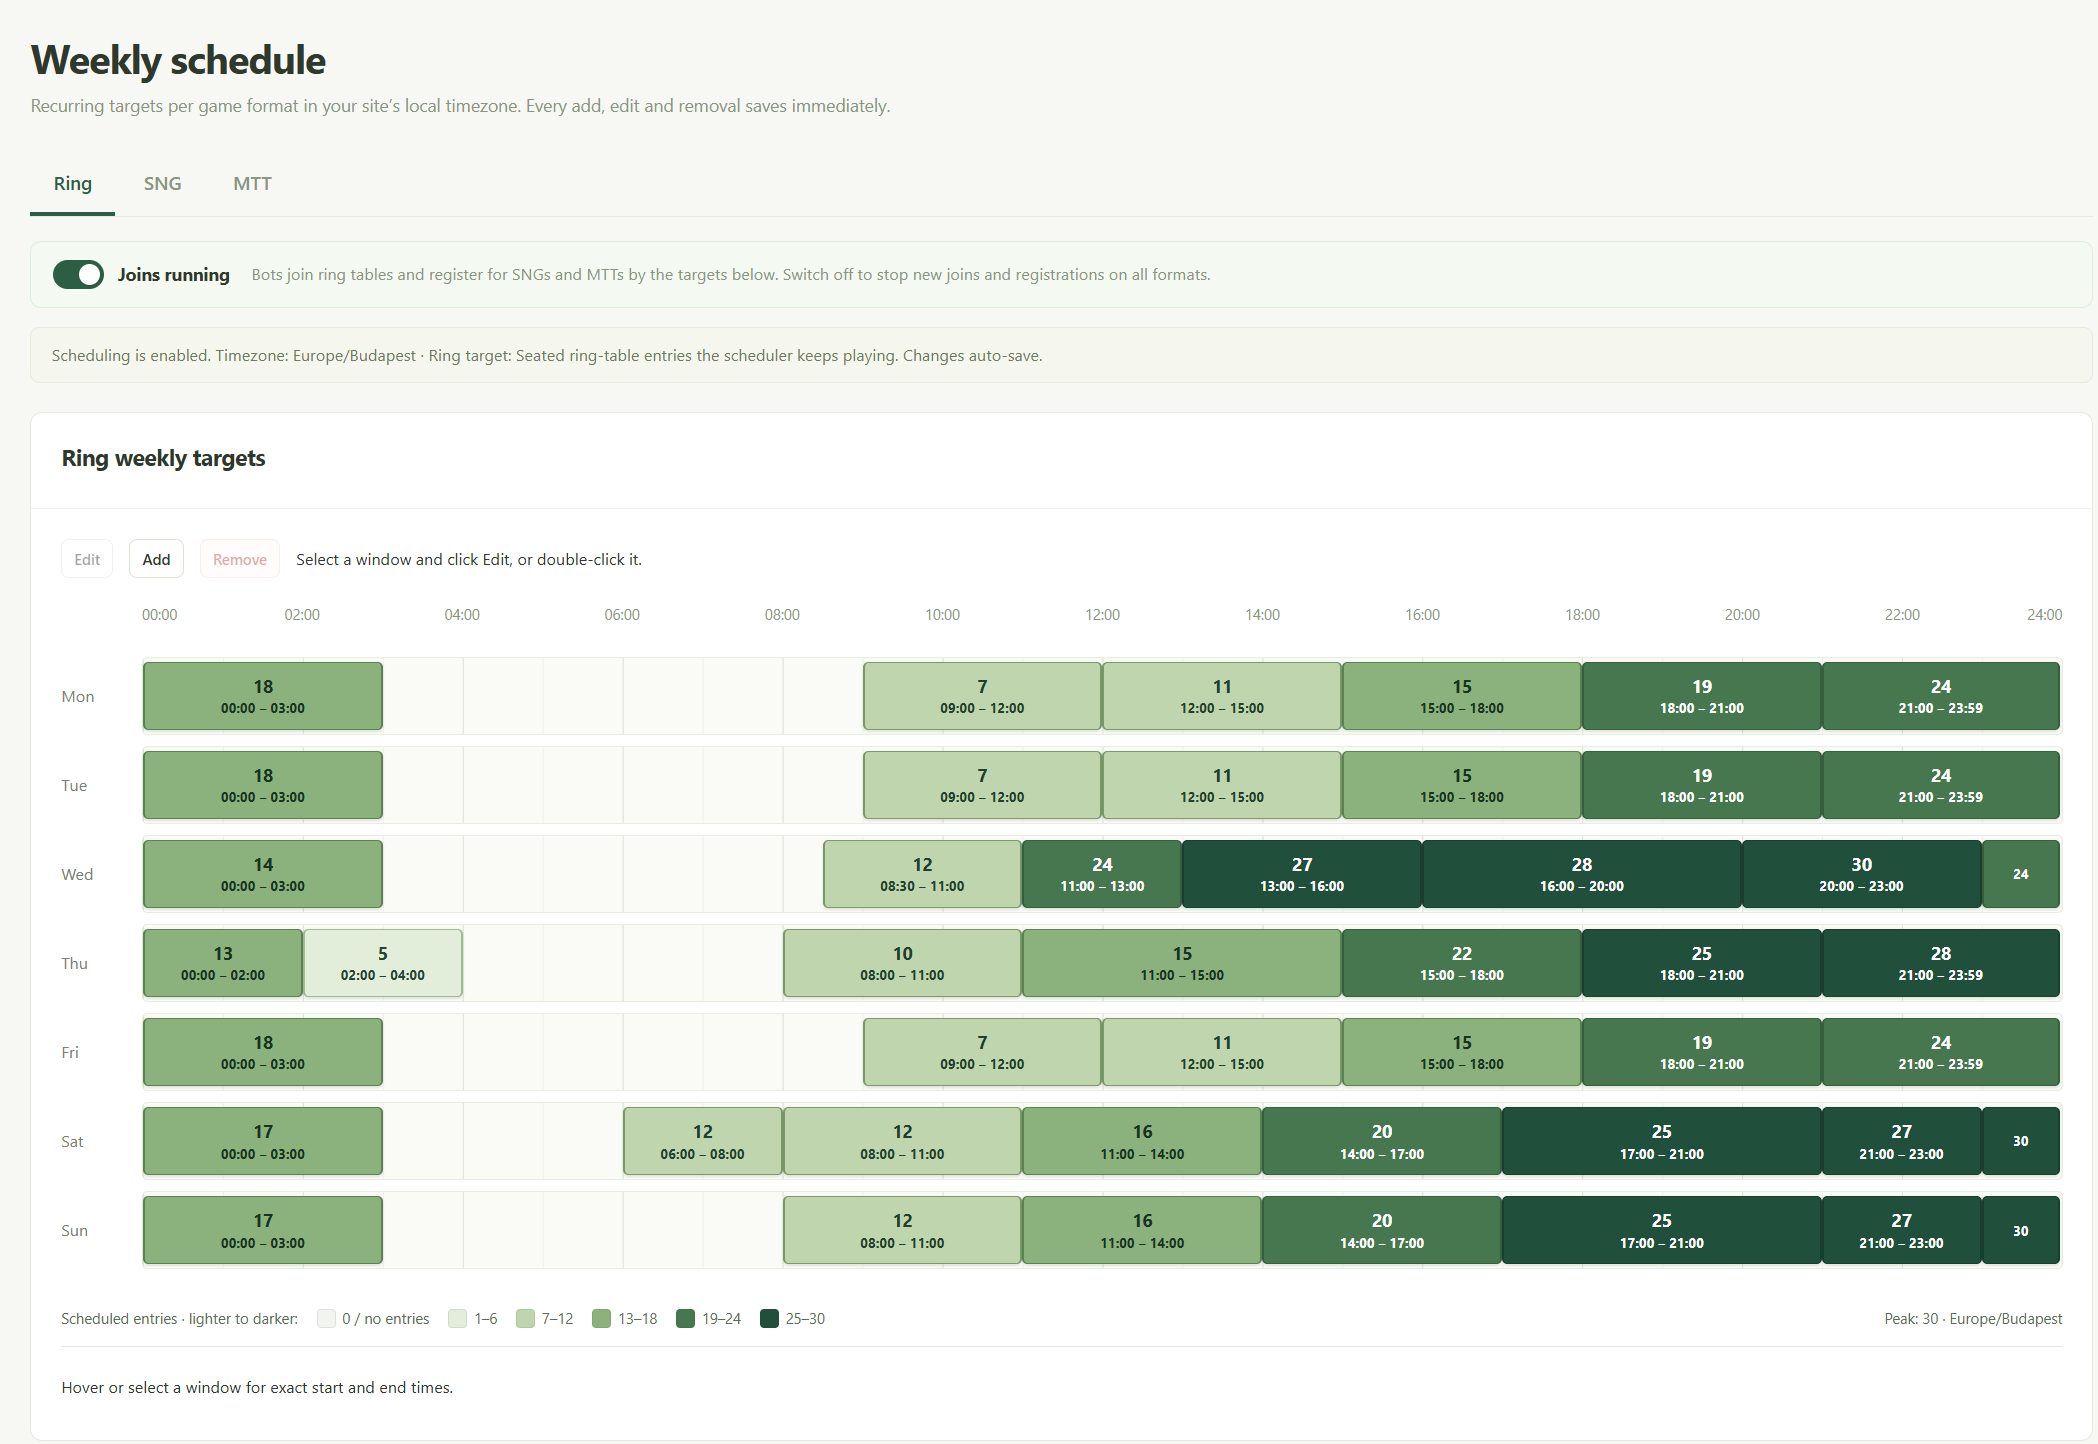 Weekly schedule
Recurring targets per game format in your site's local timezone. Every add, edit and removal saves immediately.
Ring SNG MTT
Joins running Bots join ring tables and register for SNGs and MTTs by the targets below. Switch off to stop new joins and registrations on all formats.
Scheduling is enabled. Timezone: Europe/Budapest · Ring target: Seated ring-table entries the scheduler keeps playing. Changes auto-save.
Ring weekly targets
Edit Add Remove Select a window and click Edit, or double-click it.
00:00 02:00 04:00 06:00 08:00 10:00 12:00 14:00 16:00 18:00 20:00 22:00 24:00
Mon
18 7 11 15 19 24
00:00 – 03:00 09:00 – 12:00 12:00 – 15:00 15:00 – 18:00 18:00 – 21:00 21:00 – 23:59
Tue
18 7 11 15 19 24
00:00 – 03:00 09:00 – 12:00 12:00 – 15:00 15:00 – 18:00 18:00 – 21:00 21:00 – 23:59
Wed
14 12 24 27 28 30 24
00:00 – 03:00 08:30 – 11:00 11:00 – 13:00 13:00 – 16:00 16:00 – 20:00 20:00 – 23:00
Thu
13 5 10 15 22 25 28
00:00 – 02:00 02:00 – 04:00 08:00 – 11:00 11:00 – 15:00 15:00 – 18:00 18:00 – 21:00 21:00 – 23:59
Fri
18 7 11 15 19 24
00:00 – 03:00 09:00 – 12:00 12:00 – 15:00 15:00 – 18:00 18:00 – 21:00 21:00 – 23:59
Sat
17 12 12 16 20 25 27 30
00:00 – 03:00 06:00 – 08:00 08:00 – 11:00 11:00 – 14:00 14:00 – 17:00 17:00 – 21:00 21:00 – 23:00
Sun
17 12 16 20 25 27 30
00:00 – 03:00 08:00 – 11:00 11:00 – 14:00 14:00 – 17:00 17:00 – 21:00 21:00 – 23:00
Scheduled entries · lighter to darker: 0 / no entries 1–6 7–12 13–18 19–24 25–30 Peak: 30 · Europe/Budapest
Hover or select a window for exact start and end times.